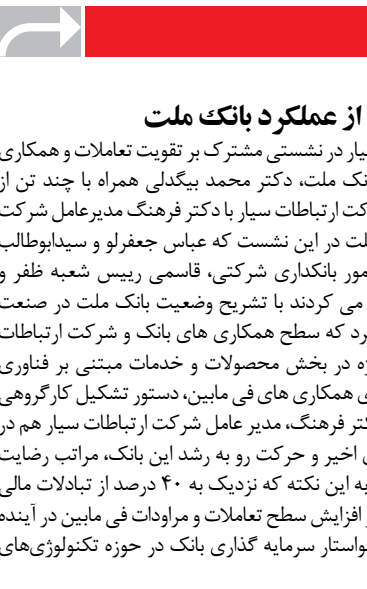 از عملکرد بانک ملت
سیار در نشستی مشترک بر تقویت تعاملات و همکاری
نک ملت، دکتر محمد بیگدلی همراه با چند تن از
کت ارتباطات سیار با دکتر فرهنگ مدیرعامل شرکت
لت در این نشست که عباس جعفرلو و سیدابوطالب
مور بانکداری شرکتی، قاسمی رییس شعبه ظفر و
می کردند با تشریح وضعیت بانک ملت در صنعت
رد که سطح همکاری های بانک و شرکت ارتباطات
ژه در بخش محصولات و خدمات مبتنی بر فناوری
ی همکاری های فی مابین، دستور تشکیل کارگروهی
کتر فرهنگ، مدیر عامل شرکت ارتباطات سیار هم در
ی اخیر و حرکت رو به رشد این بانک، مراتب رضایت
به این نکته که نزدیک به ۴۰ درصد از تبادلات مالی
افزایش سطح تعاملات و مراودات فی مابین در آینده
واستار سرمایه گذاری بانک در حوزه تکنولوژی‌های